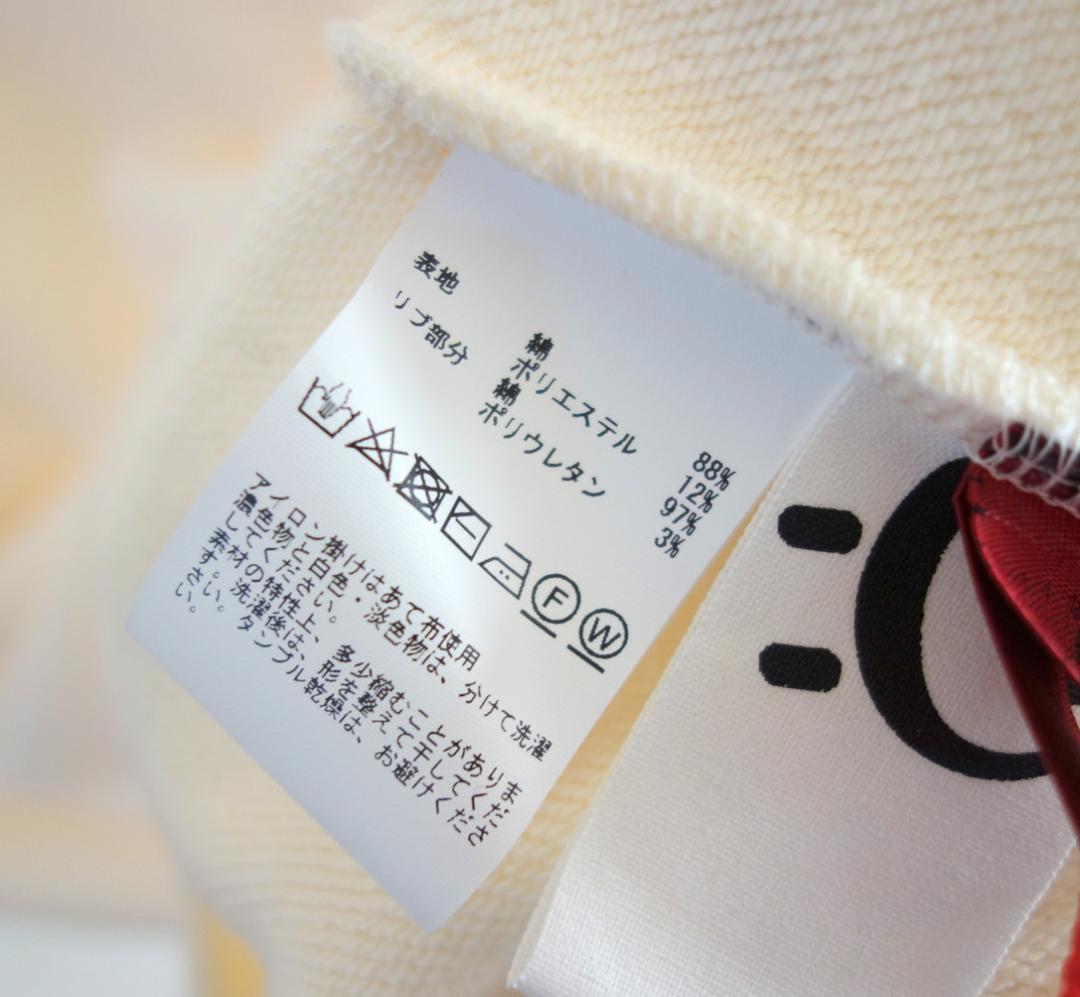 表地
綿 88%
ポリエステル 12%
リブ部分
綿 97%
ポリウレタン 3%
F W
アイロン掛けはあて布使用
濃色物と白色・淡色物は、分けて洗濯
してください。
素材の特性上、多少縮むことがありま
す。洗濯後は、形を整えて干してくだ
さい。タンブル乾燥は、お避けくださ
い。